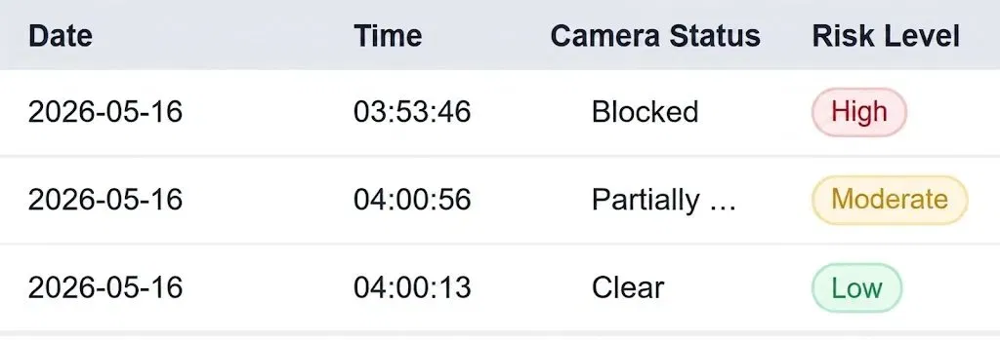 Date Time Camera Status Risk Level
2026-05-16 03:53:46 Blocked High
2026-05-16 04:00:56 Partially ... Moderate
2026-05-16 04:00:13 Clear Low